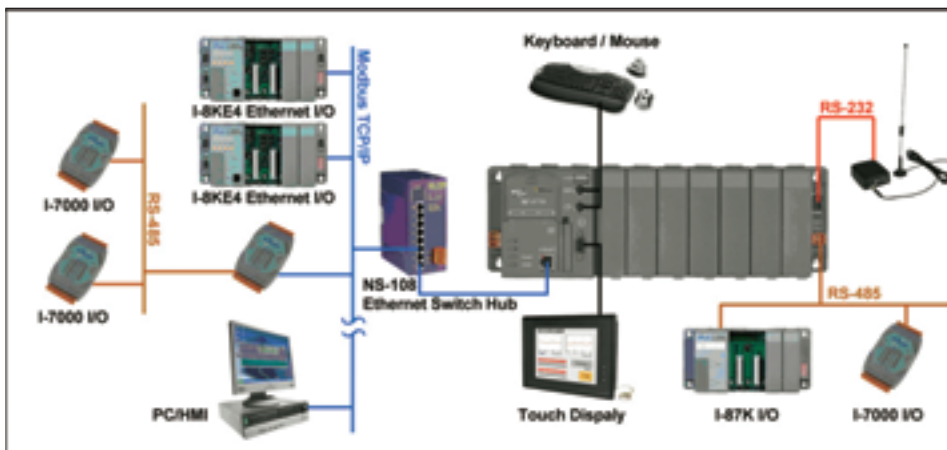 Keyboard / Mouse
Modbus TCP/IP
I-8KE4 Ethernet I/O
I-8KE4 Ethernet I/O
RS-232
I-7000 I/O
RS-485
I-7000 I/O
NS-108
Ethernet Switch Hub
RS-485
PC/HMI
Touch Dispaly
I-87K I/O
I-7000 I/O